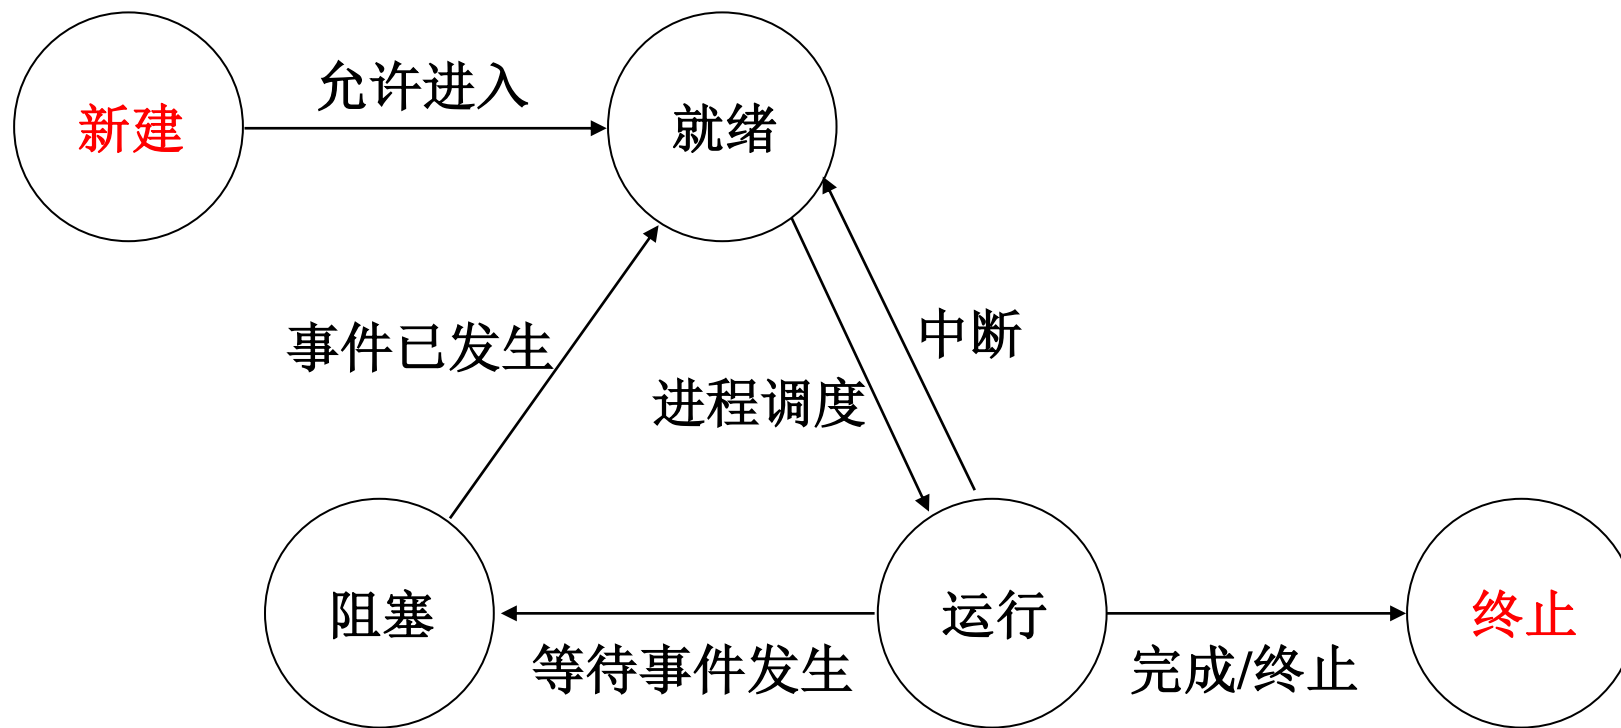 允许进入
新建
就绪
中断
事件已发生
进程调度
阻塞
运行
终止
等待事件发生
完成/终止